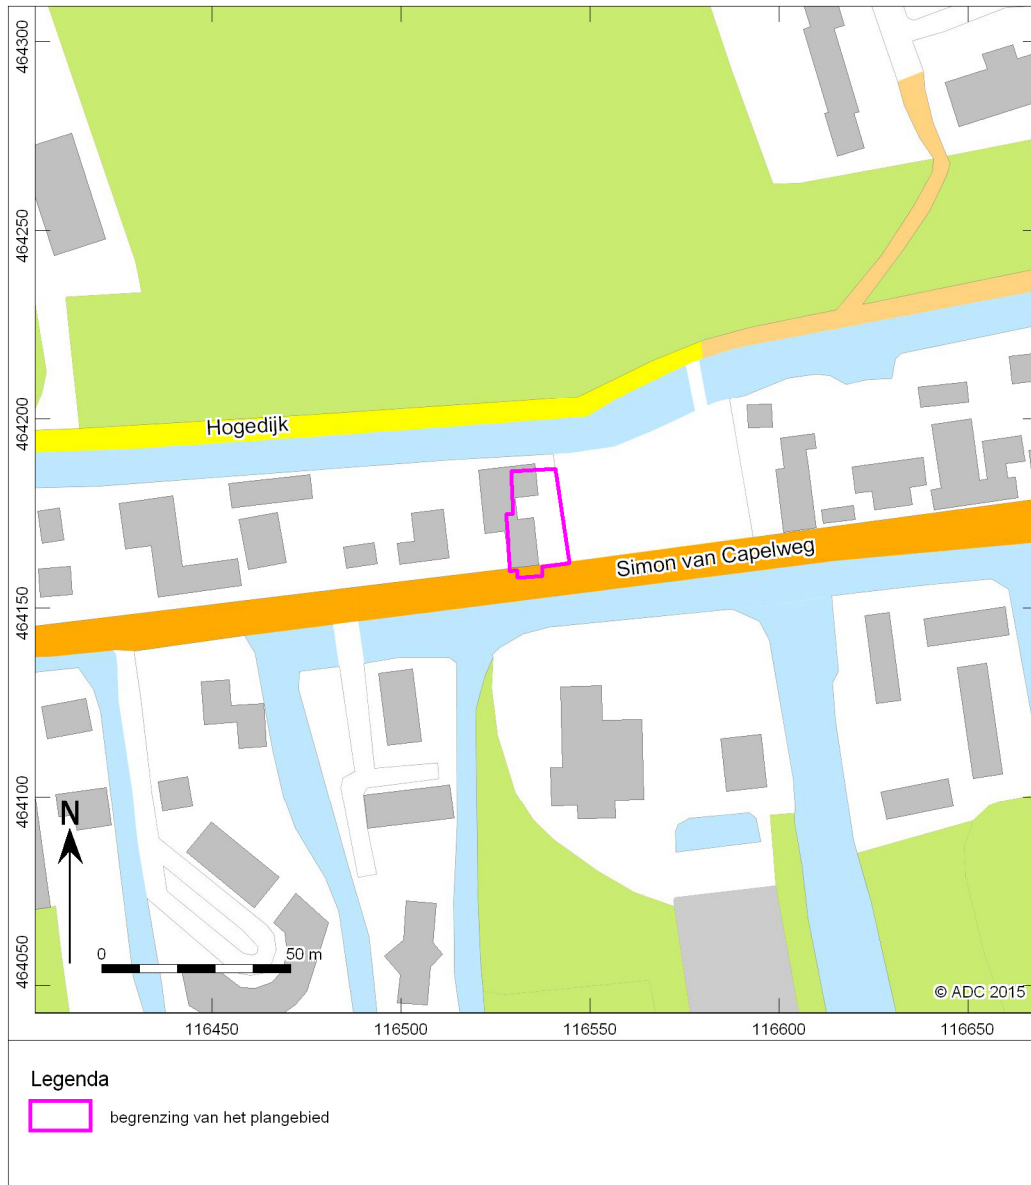 464300
464250
464200
464150
464100
464050
Hogedijk
Simon van Capelweg
N
0 50 m
© ADC 2015
116450 116500 116550 116600 116650
Legenda
begrenzing van het plangebied